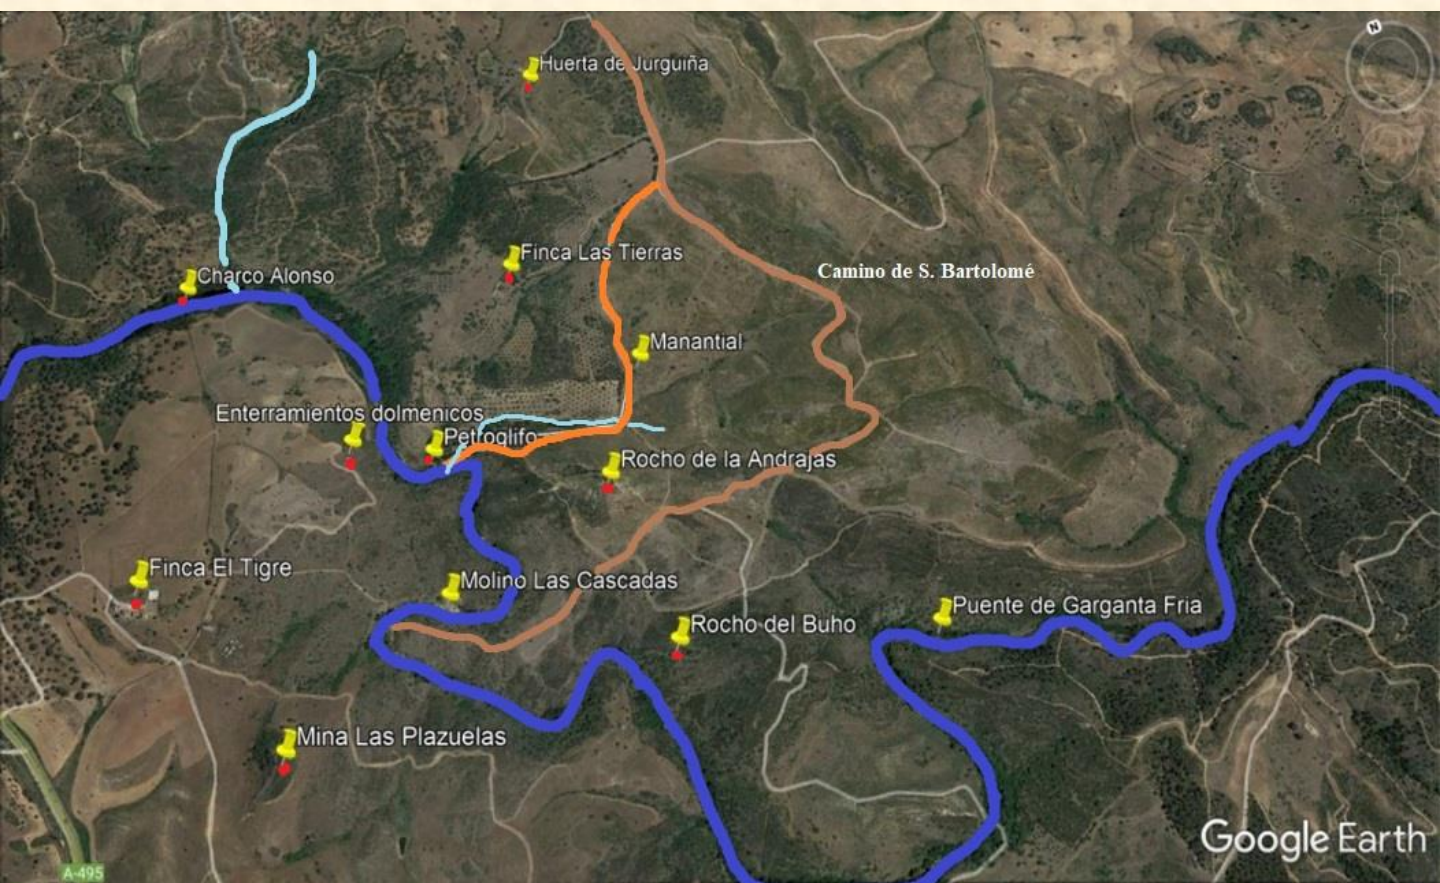 N
Huerta de Jurguiña
Finca Las Tierras
Camino de S. Bartolomé
Charco Alonso
Manantial
Enterramientos dolmenicos
Petroglifo
Rocho de la Andrajas
Finca El Tigre
Molino Las Cascadas
Puente de Garganta Fria
Rocho del Buho
Mina Las Plazuelas
Google Earth
A-495